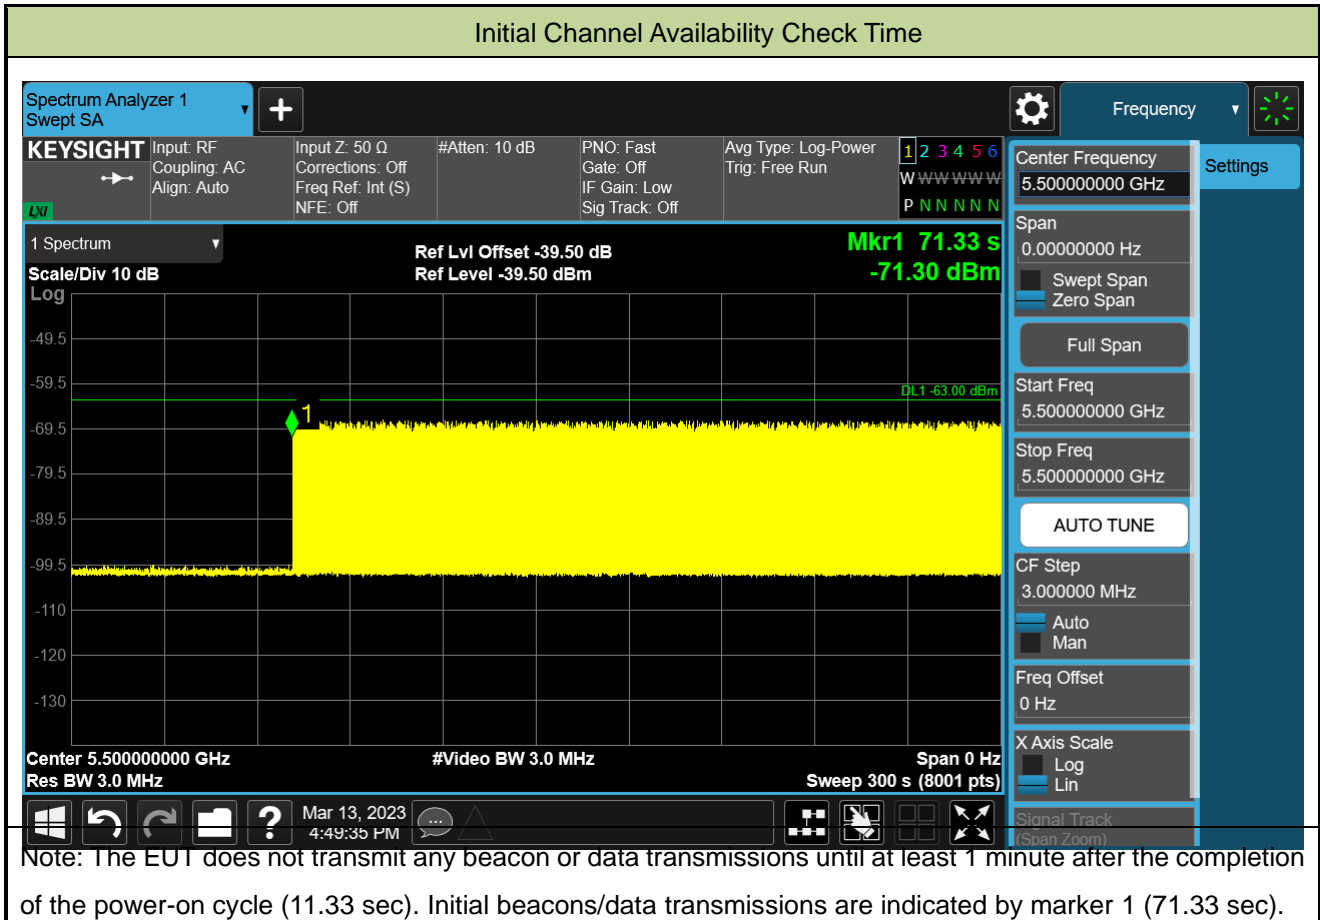 Initial Channel Availability Check Time
Spectrum Analyzer 1
Swept SA
+
Frequency
KEYSIGHT
LXI
Input: RF
Coupling: AC
Align: Auto
Input Z: 50 Ω
Corrections: Off
Freq Ref: Int (S)
NFE: Off
#Atten: 10 dB
PNO: Fast
Gate: Off
IF Gain: Low
Sig Track: Off
Avg Type: Log-Power
Trig: Free Run
1 2 3 4 5 6
W W W W W W
P N N N N N
1 Spectrum
Scale/Div 10 dB
Ref Lvl Offset -39.50 dB
Ref Level -39.50 dBm
Mkr1 71.33 s
-71.30 dBm
Log
-49.5
-59.5
DL1 -63.00 dBm
1
-69.5
-79.5
-89.5
-99.5
-110
-120
-130
Center 5.500000000 GHz
#Video BW 3.0 MHz
Span 0 Hz
Res BW 3.0 MHz
Sweep 300 s (8001 pts)
Center Frequency
5.500000000 GHz
Settings
Span
0.00000000 Hz
Swept Span
Zero Span
Full Span
Start Freq
5.500000000 GHz
Stop Freq
5.500000000 GHz
AUTO TUNE
CF Step
3.000000 MHz
Auto
Man
Freq Offset
0 Hz
X Axis Scale
Log
Lin
Signal Track
(Span Zoom)
?
Mar 13, 2023
4:49:35 PM
Note: The EUT does not transmit any beacon or data transmissions until at least 1 minute after the completion
of the power-on cycle (11.33 sec). Initial beacons/data transmissions are indicated by marker 1 (71.33 sec).